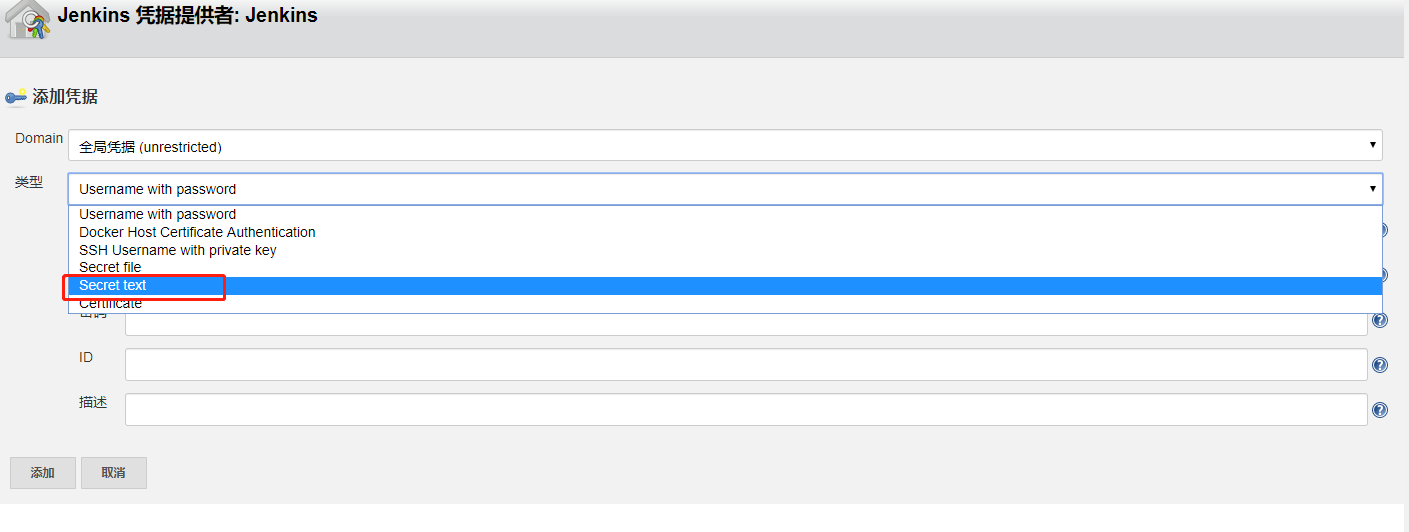 Jenkins 凭据提供者: Jenkins
添加凭据
Domain
全局凭据 (unrestricted)
类型
Username with password
Username with password
Docker Host Certificate Authentication
SSH Username with private key
Secret file
Secret text
Certificate
密码
ID
描述
添加
取消